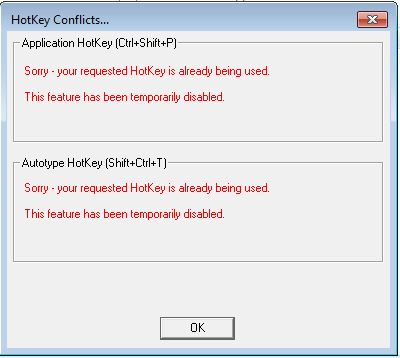 HotKey Conflicts...
Application HotKey (Ctrl+Shift+P)
Sorry - your requested HotKey is already being used.
This feature has been temporarily disabled.
Autotype HotKey (Shift+Ctrl+T)
Sorry - your requested HotKey is already being used.
This feature has been temporarily disabled.
OK